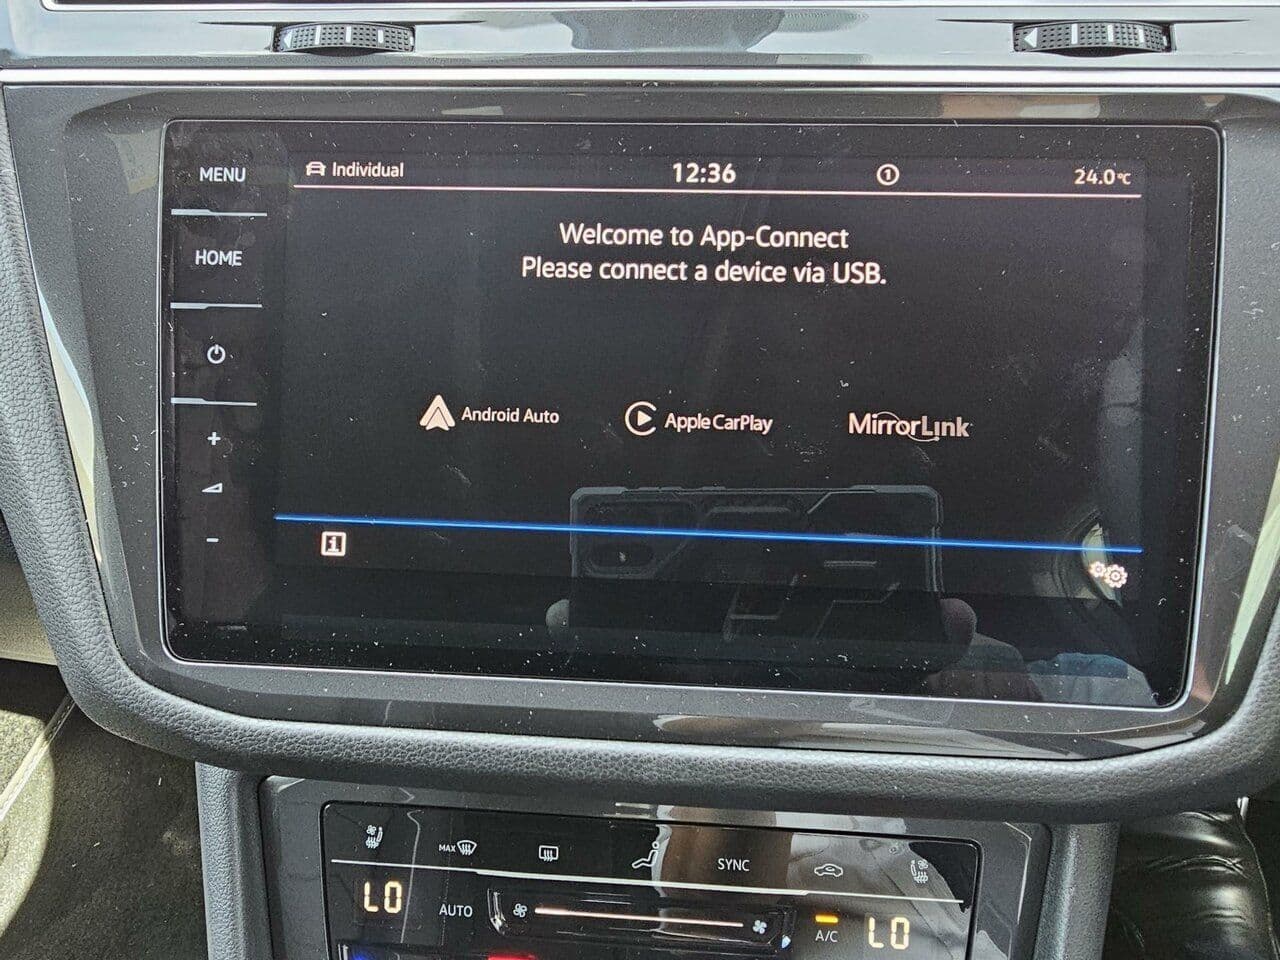 MENU
Individual
12:36
1
24.0°C
HOME
Welcome to App-Connect
Please connect a device via USB.
Android Auto
Apple CarPlay
MirrorLink
i
MAX
SYNC
LO
AUTO
A/C
LO